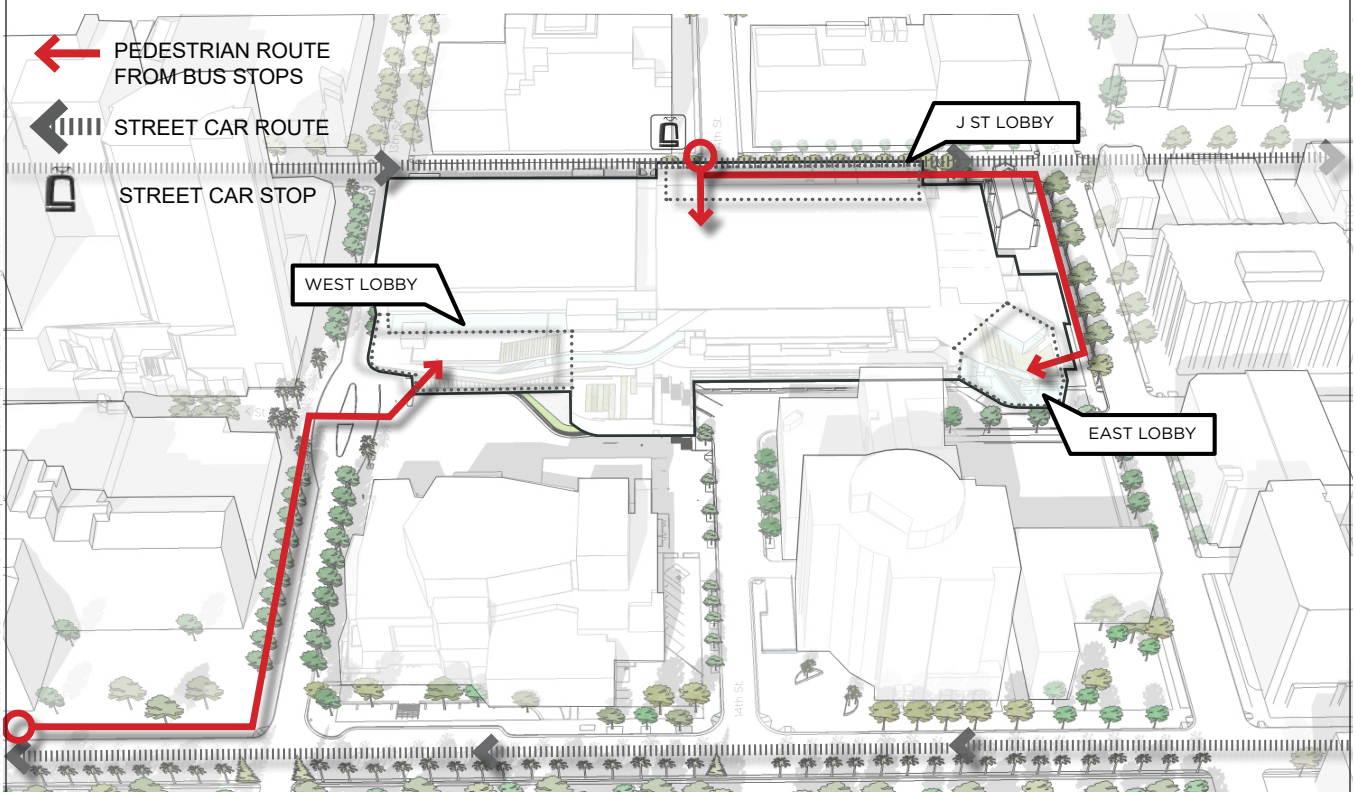 PEDESTRIAN ROUTE
FROM BUS STOPS
STREET CAR ROUTE
STREET CAR STOP
J ST LOBBY
WEST LOBBY
EAST LOBBY
14th St.